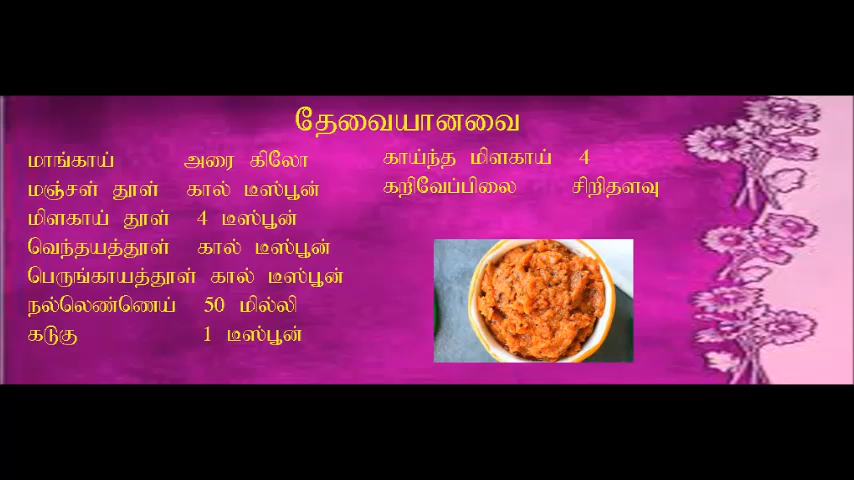 தேவையானவை
மாங்காய் அரை கிலோ
மஞ்சள் தூள் கால் டீஸ்பூன்
மிளகாய் தூள் 4 டீஸ்பூன்
வெந்தயத்தூள் கால் டீஸ்பூன்
பெருங்காயத்தூள் கால் டீஸ்பூன்
நல்லெண்ணெய் 50 மில்லி
கடுகு 1 டீஸ்பூன்
காய்ந்த மிளகாய் 4
கறிவேப்பிலை சிறிதளவு